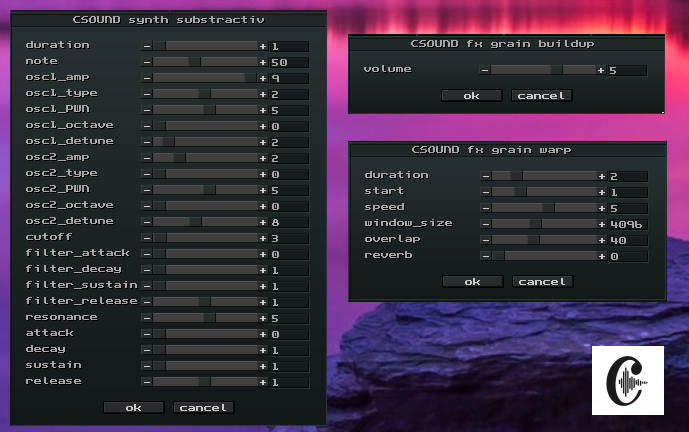 CSOUND synth substractiv
duration - + 1
note - + 50
osc1_amp - + 9
osc1_type - + 2
osc1_PWN - + 5
osc1_octave - + 0
osc1_detune - + 2
osc2_amp - + 2
osc2_type - + 0
osc2_PWN - + 5
osc2_octave - + 0
osc2_detune - + 8
cutoff - + 3
filter_attack - + 0
filter_decay - + 1
filter_sustain - + 1
filter_release - + 1
resonance - + 5
attack - + 0
decay - + 1
sustain - + 1
release - + 1
ok cancel
CSOUND fx grain buildup
volume - + 5
ok cancel
CSOUND fx grain warp
duration - + 2
start - + 1
speed - + 5
window_size - + 4096
overlap - + 40
reverb - + 0
ok cancel
C